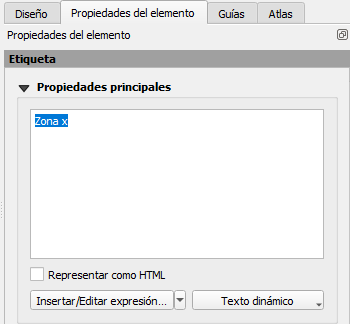 Diseño Propiedades del elemento Guías Atlas
Propiedades del elemento
Etiqueta
Propiedades principales
Zona x
Representar como HTML
Insertar/Editar expresión... Texto dinámico